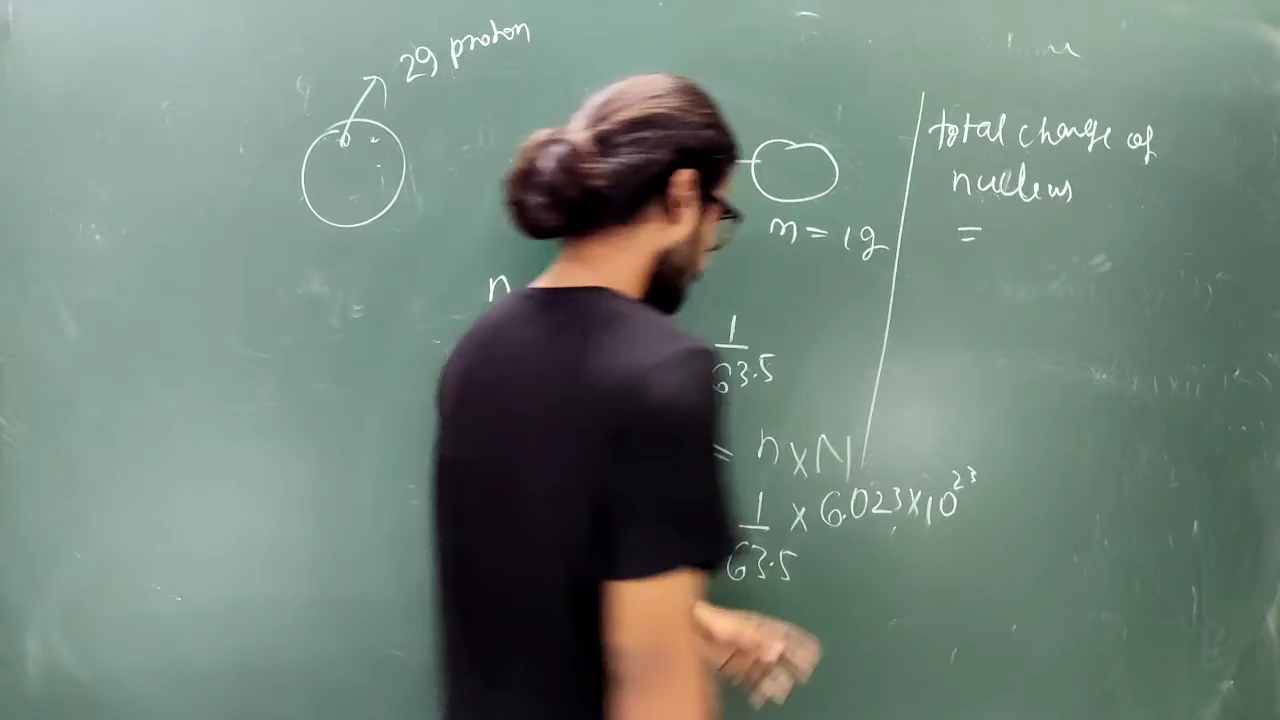 29 proton
m = 1g
n
1
63.5
= n x N
1 x 6.023 x 10^23
63.5
total charge of
nucleus
=